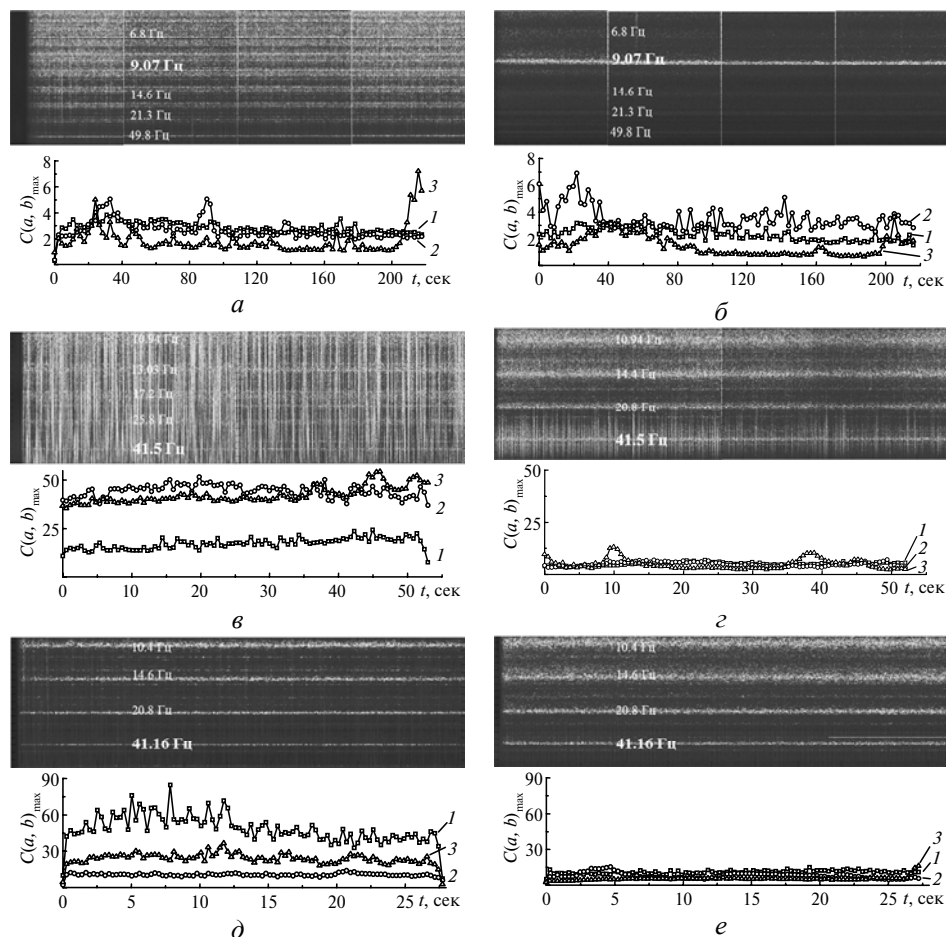 6.8 Гц
9.07 Гц
14.6 Гц
21.3 Гц
49.8 Гц
C(a, b)max
8
6
4
2
0 40 80 120 160 200 t, сек
3
1
2
а
6.8 Гц
9.07 Гц
14.6 Гц
21.3 Гц
49.8 Гц
C(a, b)max
8
6
4
2
0 40 80 120 160 200 t, сек
2
1
3
б
10.94 Гц
13.03 Гц
17.2 Гц
25.8 Гц
41.5 Гц
C(a, b)max
50
25
0 10 20 30 40 50 t, сек
3
2
1
в
10.94 Гц
14.4 Гц
20.8 Гц
41.5 Гц
C(a, b)max
50
25
0 10 20 30 40 50 t, сек
1
2
3
г
10.4 Гц
14.6 Гц
20.8 Гц
41.16 Гц
C(a, b)max
90
60
30
0 5 10 15 20 25 t, сек
1
3
2
д
10.4 Гц
14.6 Гц
20.8 Гц
41.16 Гц
C(a, b)max
90
60
30
0 5 10 15 20 25 t, сек
3
1
2
е